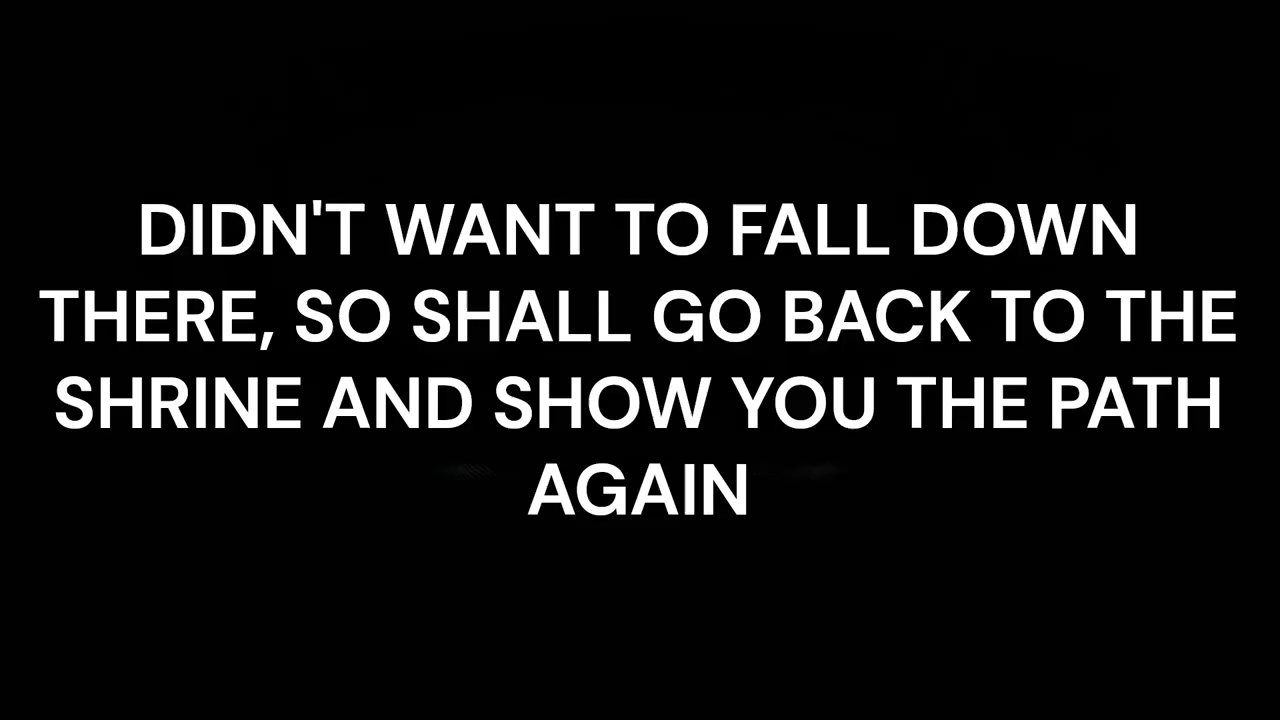 DIDN'T WANT TO FALL DOWN
THERE, SO SHALL GO BACK TO THE
SHRINE AND SHOW YOU THE PATH
AGAIN